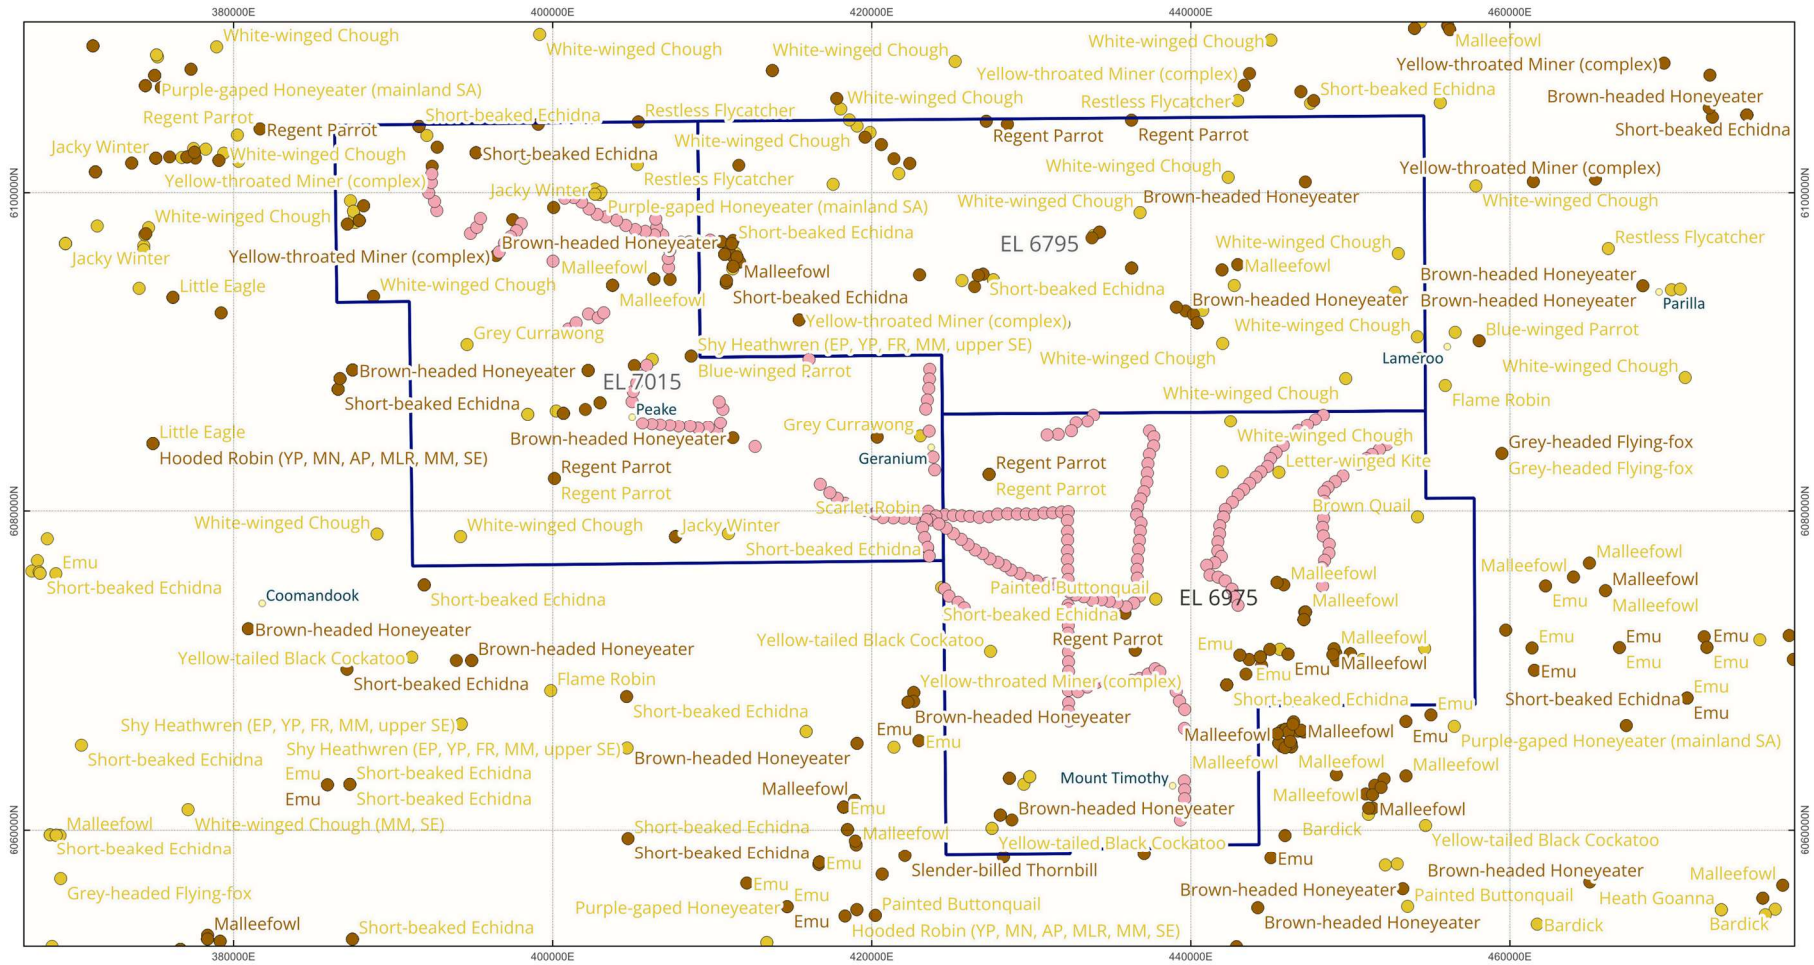 380000E 400000E 420000E 440000E 460000E
White-winged Chough
White-winged Chough
White-winged Chough
White-winged Chough
Malleefowl
Yellow-throated Miner (complex)
Yellow-throated Miner (complex)
Purple-gaped Honeyeater (mainland SA)
Short-beaked Echidna
White-winged Chough
Brown-headed Honeyeater
Restless Flycatcher
Restless Flycatcher
Regent Parrot
Short-beaked Echidna
Regent Parrot
Regent Parrot
Regent Parrot
Short-beaked Echidna
White-winged Chough
Jacky Winter
White-winged Chough
Short-beaked Echidna
White-winged Chough
Yellow-throated Miner (complex)
Yellow-throated Miner (complex)
Restless Flycatcher
Jacky Winter
6100000N
6100000N
Brown-headed Honeyeater
White-winged Chough
White-winged Chough
Purple-gaped Honeyeater (mainland SA)
White-winged Chough
Short-beaked Echidna
Restless Flycatcher
EL 6795
Brown-headed Honeyeater
White-winged Chough
Jacky Winter
Yellow-throated Miner (complex)
Malleefowl
Malleefowl
Malleefowl
Brown-headed Honeyeater
Little Eagle
White-winged Chough
Short-beaked Echidna
Malleefowl
Short-beaked Echidna
Brown-headed Honeyeater
Brown-headed Honeyeater
Parilla
Yellow-throated Miner (complex)
White-winged Chough
Blue-winged Parrot
Grey Currawong
Shy Heathwren (EP, YP, FR, MM, upper SE)
White-winged Chough
Lameroo
White-winged Chough
Brown-headed Honeyeater
Blue-winged Parrot
EL 7015
White-winged Chough
Flame Robin
Short-beaked Echidna
Peake
Grey Currawong
Little Eagle
Brown-headed Honeyeater
White-winged Chough
Grey-headed Flying-fox
Hooded Robin (YP, MN, AP, MLR, MM, SE)
Geranium
Regent Parrot
Letter-winged Kite
Regent Parrot
Grey-headed Flying-fox
Regent Parrot
Regent Parrot
Scarlet Robin
Brown Quail
6080000N
6080000N
White-winged Chough
White-winged Chough
Jacky Winter
Short-beaked Echidna
Malleefowl
Emu
Malleefowl
Malleefowl
Malleefowl
Short-beaked Echidna
Painted Buttonquail
Coomandook
Short-beaked Echidna
EL 6975
Malleefowl
Emu
Malleefowl
Short-beaked Echidna
Brown-headed Honeyeater
Yellow-tailed Black Cockatoo
Regent Parrot
Emu
Malleefowl
Emu
Emu
Emu
Brown-headed Honeyeater
Yellow-tailed Black Cockatoo
Malleefowl
Emu
Emu
Emu
Emu
Emu
Short-beaked Echidna
Flame Robin
Yellow-throated Miner (complex)
Emu
Short-beaked Echidna
Short-beaked Echidna
Short-beaked Echidna
Emu
Brown-headed Honeyeater
Emu
Shy Heathwren (EP, YP, FR, MM, upper SE)
Emu
Malleefowl
Malleefowl
Emu
Shy Heathwren (EP, YP, FR, MM, upper SE)
Emu
Purple-gaped Honeyeater (mainland SA)
Short-beaked Echidna
Brown-headed Honeyeater
Malleefowl
Malleefowl
Malleefowl
Emu
Short-beaked Echidna
Mount Timothy
Malleefowl
Emu
Short-beaked Echidna
Malleefowl
Emu
Brown-headed Honeyeater
Malleefowl
6060000N
6060000N
Malleefowl
White-winged Chough (MM, SE)
Short-beaked Echidna
Malleefowl
Bardick
Short-beaked Echidna
Short-beaked Echidna
Yellow-tailed Black Cockatoo
Yellow-tailed Black Cockatoo
Emu
Emu
Slender-billed Thornbill
Brown-headed Honeyeater
Malleefowl
Grey-headed Flying-fox
Emu
Emu
Brown-headed Honeyeater
Painted Buttonquail
Heath Goanna
Purple-gaped Honeyeater
Painted Buttonquail
Malleefowl
Short-beaked Echidna
Emu
Hooded Robin (YP, MN, AP, MLR, MM, SE)
Brown-headed Honeyeater
Bardick
Bardick
380000E 400000E 420000E 440000E 460000E